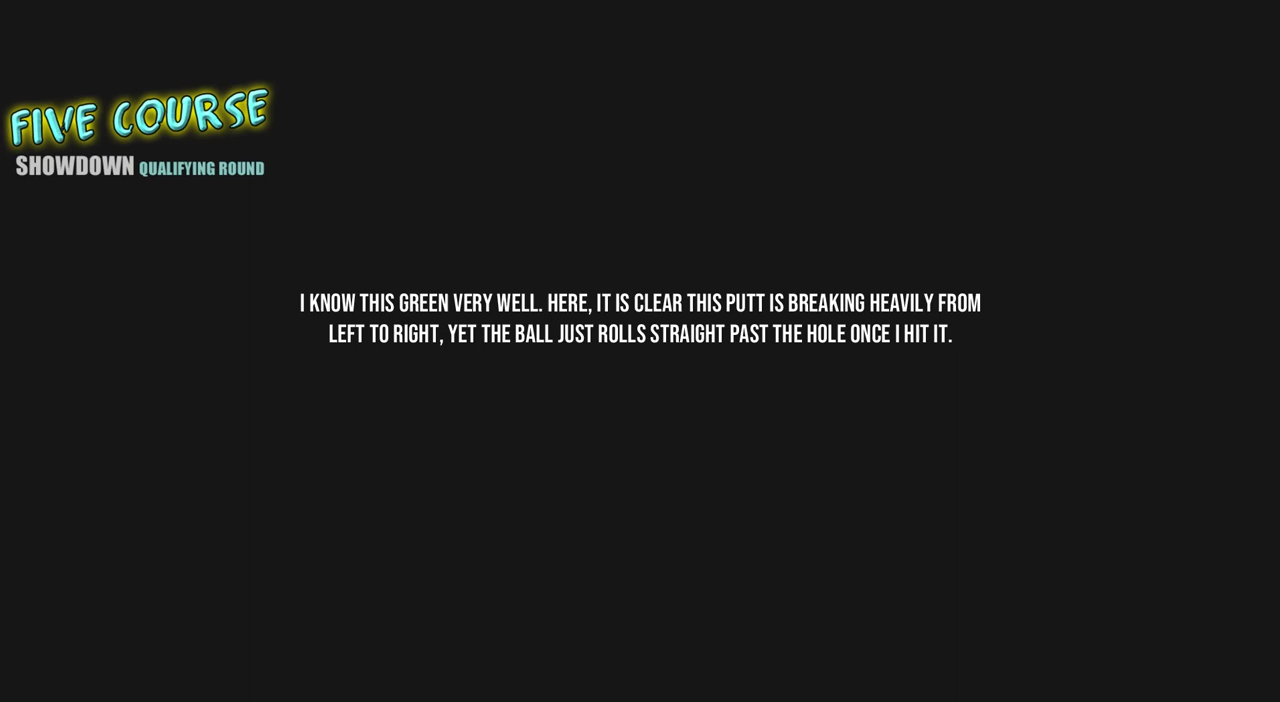 FIVE COURSE
SHOWDOWN QUALIFYING ROUND
I KNOW THIS GREEN VERY WELL. HERE, IT IS CLEAR THIS PUTT IS BREAKING HEAVILY FROM
LEFT TO RIGHT, YET THE BALL JUST ROLLS STRAIGHT PAST THE HOLE ONCE I HIT IT.